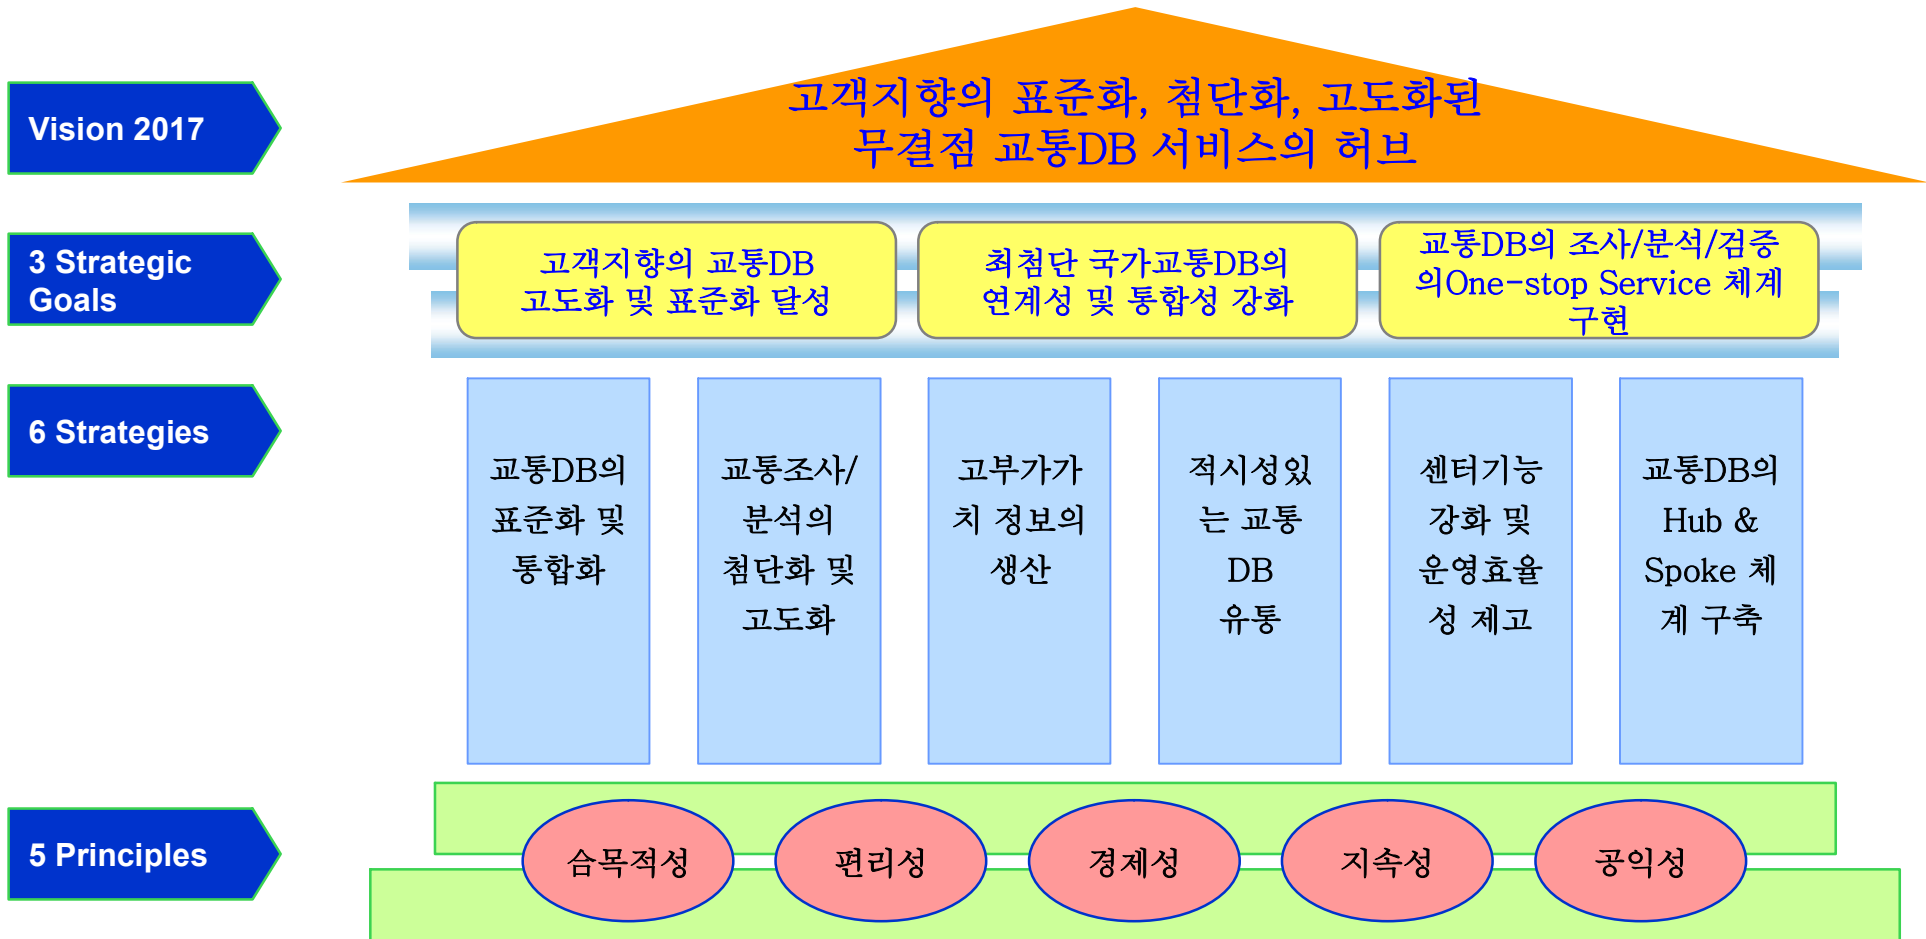 Vision 2017
고객지향의 표준화, 첨단화, 고도화된
무결점 교통DB 서비스의 허브
3 Strategic
Goals
고객지향의 교통DB
고도화 및 표준화 달성
최첨단 국가교통DB의
연계성 및 통합성 강화
교통DB의 조사/분석/검증
의One-stop Service 체계
구현
6 Strategies
교통DB의
표준화 및
통합화
교통조사/
분석의
첨단화 및
고도화
고부가가
치 정보의
생산
적시성있
는 교통
DB
유통
센터기능
강화 및
운영효율
성 제고
교통DB의
Hub &
Spoke 체
계 구축
5 Principles
합목적성
편리성
경제성
지속성
공익성